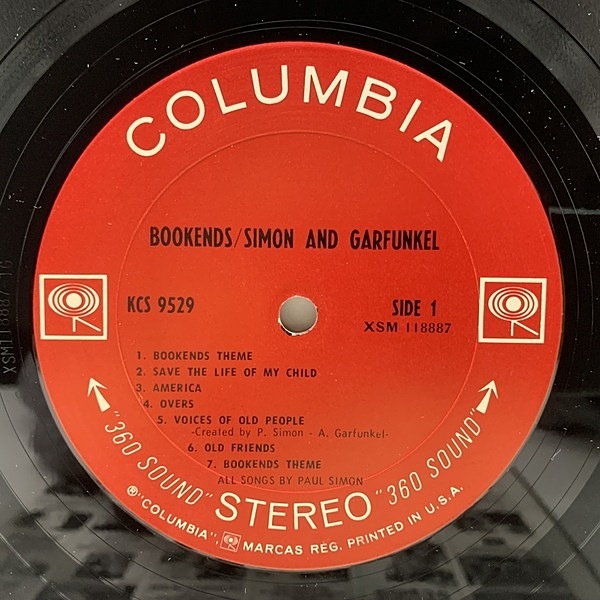 COLUMBIA
BOOKENDS/SIMON AND GARFUNKEL
KCS 9529
SIDE 1
XSM 118887
1. BOOKENDS THEME
2. SAVE THE LIFE OF MY CHILD
3. AMERICA
4. OVERS
5. VOICES OF OLD PEOPLE
-Created by P. Simon - A. Garfunkel-
6. OLD FRIENDS
7. BOOKENDS THEME
ALL SONGS BY PAUL SIMON
"360 SOUND" STEREO "360 SOUND"
®"COLUMBIA", MARCAS REG. PRINTED IN U.S.A.
XSM118887